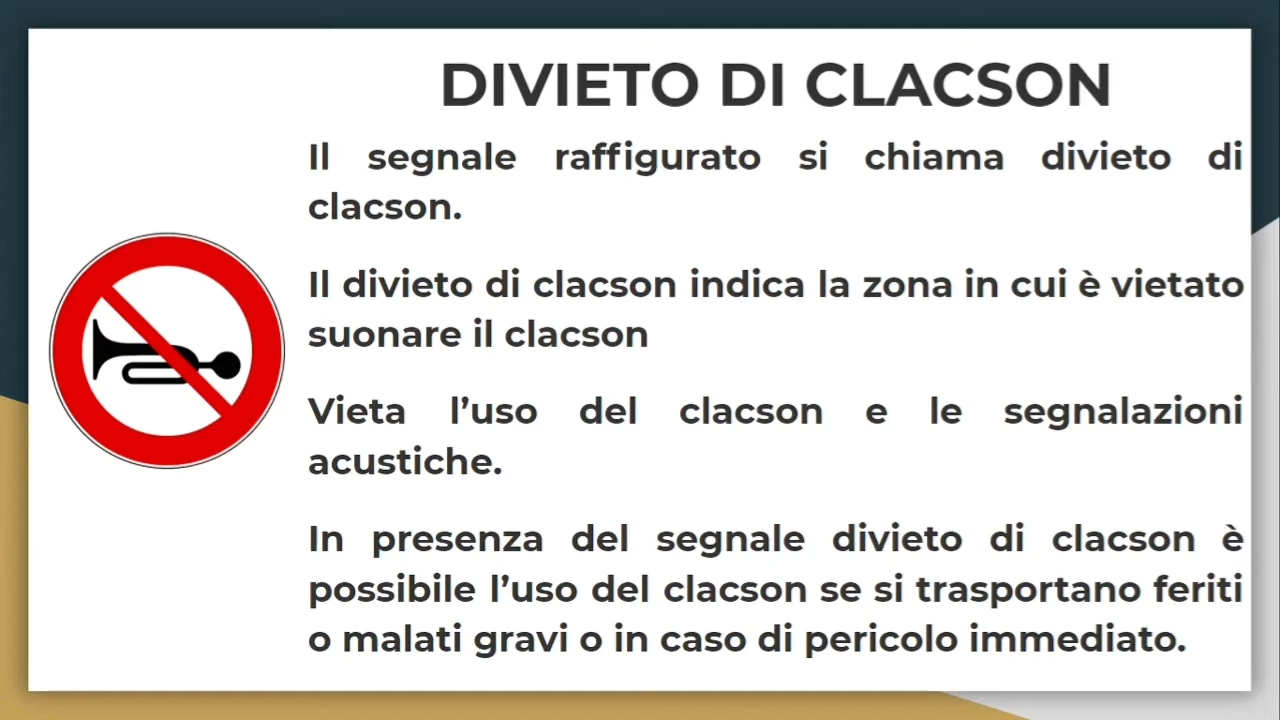 DIVIETO DI CLACSON
Il segnale raffigurato si chiama divieto di
clacson.
Il divieto di clacson indica la zona in cui è vietato
suonare il clacson
Vieta l’uso del clacson e le segnalazioni
acustiche.
In presenza del segnale divieto di clacson è
possibile l’uso del clacson se si trasportano feriti
o malati gravi o in caso di pericolo immediato.